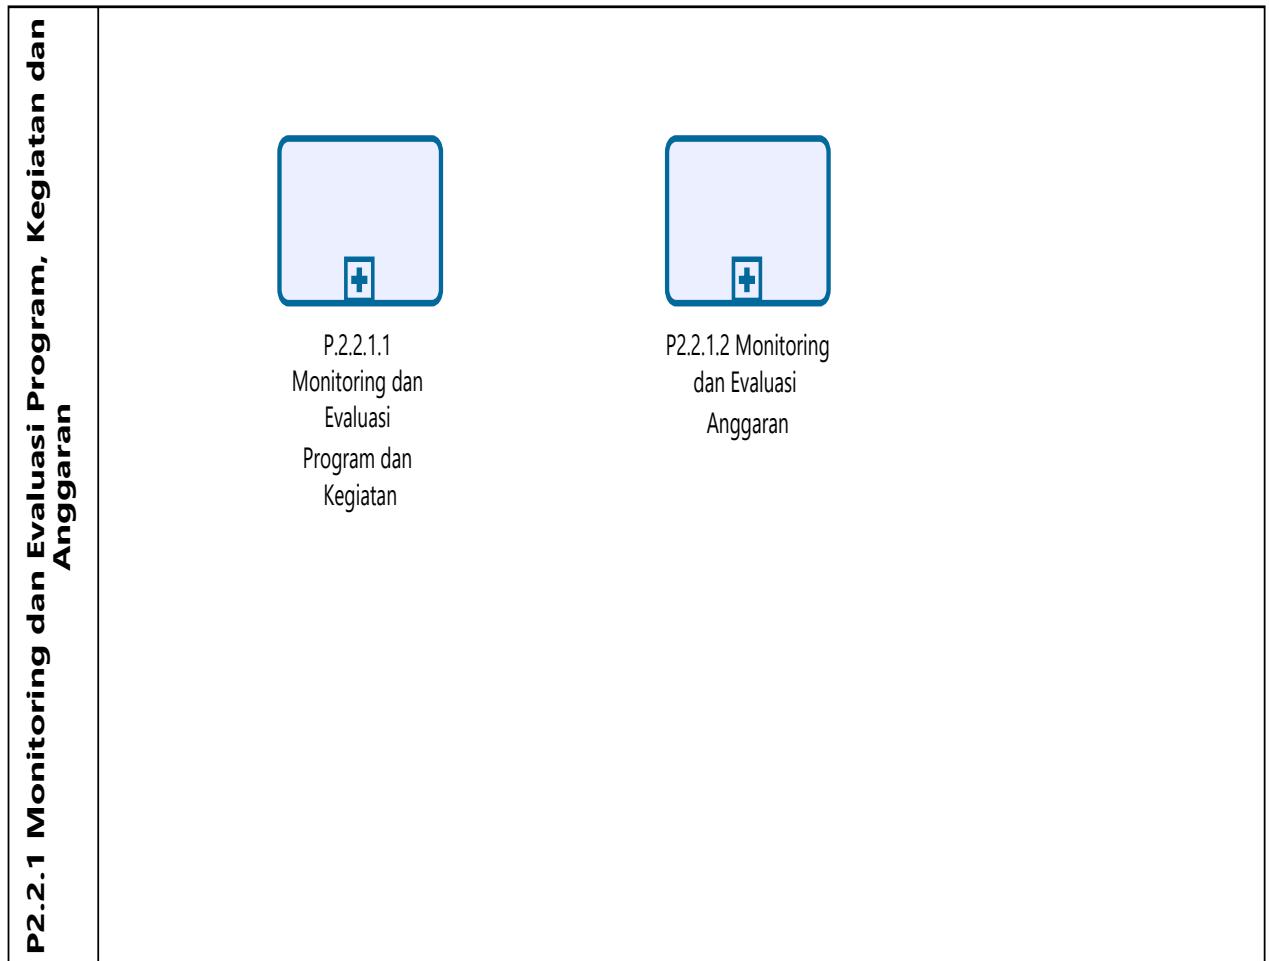 P2.2.1 Monitoring dan Evaluasi Program, Kegiatan dan
Anggaran
P.2.2.1.1
Monitoring dan
Evaluasi
Program dan
Kegiatan
P2.2.1.2 Monitoring
dan Evaluasi
Anggaran